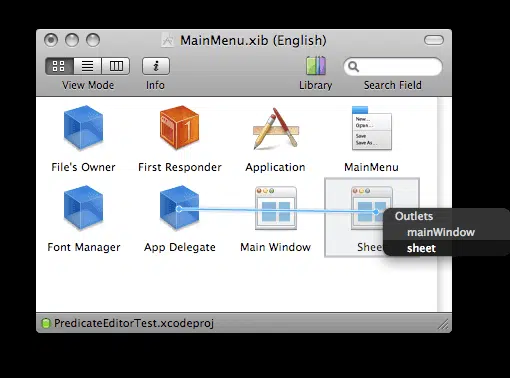 MainMenu.xib (English)
View Mode
Info
Library
Search Field
New...
Open...
Save
Save As...
File's Owner
First Responder
Application
MainMenu
Font Manager
App Delegate
Main Window
Shee
Outlets
mainWindow
sheet
PredicateEditorTest.xcodeproj